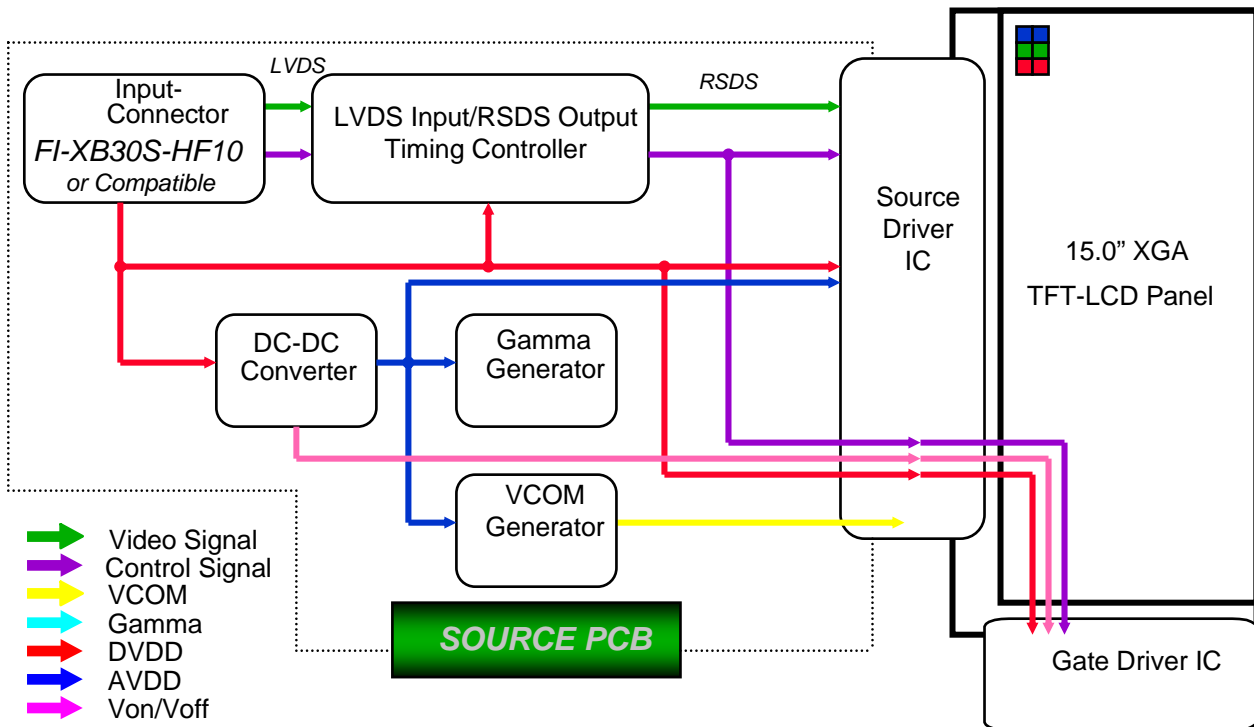 LVDS
RSDS
Input-
Connector
FI-XB30S-HF10
or Compatible
LVDS Input/RSDS Output
Timing Controller
Source
Driver
IC
15.0” XGA
TFT-LCD Panel
DC-DC
Converter
Gamma
Generator
VCOM
Generator
Video Signal
Control Signal
VCOM
Gamma
DVDD
AVDD
Von/Voff
SOURCE PCB
Gate Driver IC